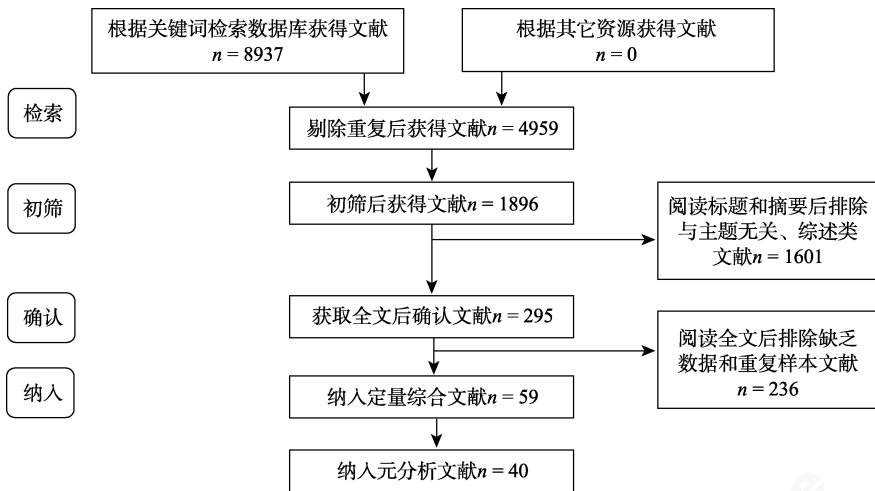 根据关键词检索数据库获得文献
n = 8937
根据其它资源获得文献
n = 0
检索
剔除重复后获得文献n = 4959
初筛
初筛后获得文献n = 1896
阅读标题和摘要后排除
与主题无关、综述类
文献n = 1601
确认
获取全文后确认文献n = 295
阅读全文后排除缺乏
数据和重复样本文献
n = 236
纳入
纳入定量综合文献n = 59
纳入元分析文献n = 40